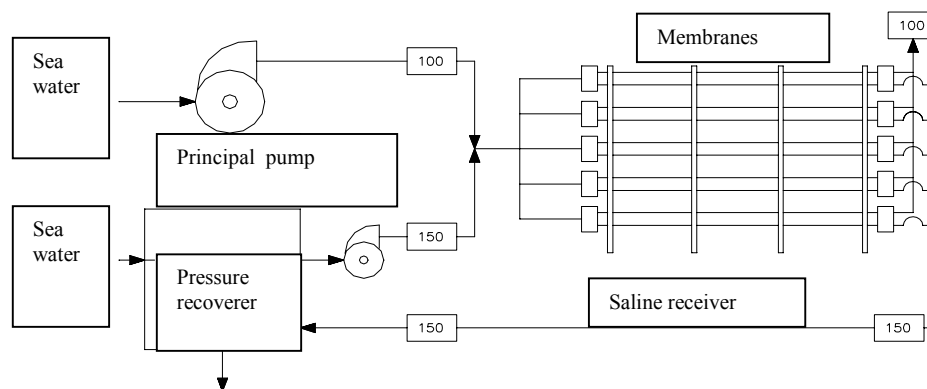 Sea
water
100
Membranes
100
Principal pump
Sea
water
150
Pressure
recoverer
Saline receiver
150
150